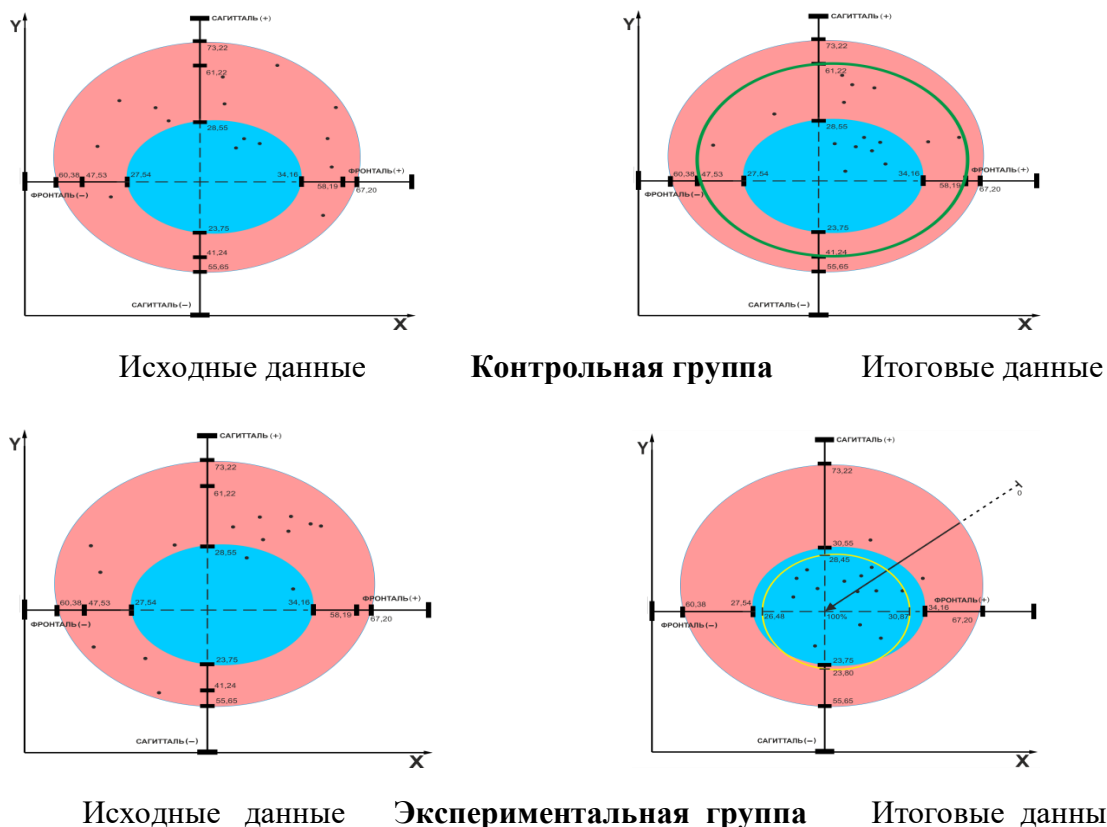 САГИТТАЛЬ (+)
Y
73,22
61,22
28,55
ФРОНТАЛЬ (+)
60,38 47,53 27,54 34,16 58,19
ФРОНТАЛЬ (—) 67,20
23,75
41,24
55,65
САГИТТАЛЬ (—)
X
САГИТТАЛЬ (+)
Y
73,22
61,22
28,55
ФРОНТАЛЬ (+)
60,38 47,53 27,54 34,16 58,19
ФРОНТАЛЬ (—) 67,20
23,75
41,24
55,65
САГИТТАЛЬ (—)
X
Исходные данные Контрольная группа Итоговые данные
САГИТТАЛЬ (+)
Y
73,22
61,22
28,55
ФРОНТАЛЬ (+)
60,38 47,53 27,54 34,16 58,19
ФРОНТАЛЬ (—) 67,20
23,75
41,24
55,65
САГИТТАЛЬ (—)
X
САГИТТАЛЬ (+)
Y
73,22
0
30,55
28,45
60,38 27,54 ФРОНТАЛЬ (+)
34,16
ФРОНТАЛЬ (—) 26,48 100% 30,87 67,20
23,75
23,80
55,65
САГИТТАЛЬ (—)
X
Исходные данные Экспериментальная группа Итоговые данны